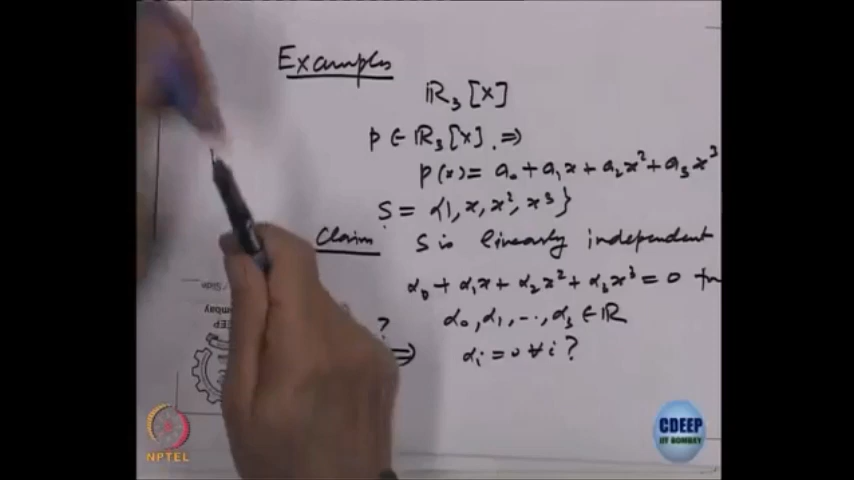 Examples
ℝ₃[x]
p ∈ ℝ₃[x] ⇒
p(x) = a₀ + a₁x + a₂x² + a₃x³
S = {1, x, x², x³}
Claim S is linearly independent
α₀ + α₁x + α₂x² + α₃x³ = 0 for
α₀, α₁, ..., α₃ ∈ ℝ
? ⇒ αᵢ = 0 ∀ i ?
NPTEL
CDEEP
IIT BOMBAY